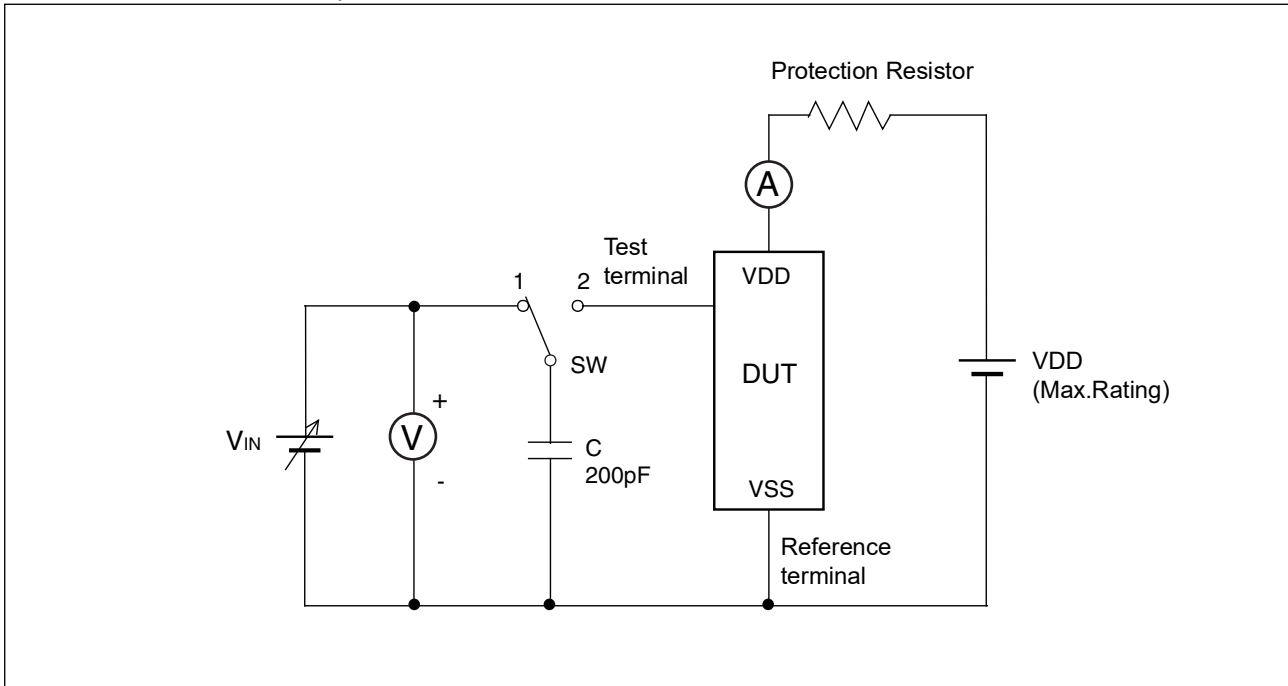 Protection Resistor
A
Test
terminal
1
2
VDD
SW
DUT
VDD
(Max.Rating)
VIN
+
V
-
C
200pF
VSS
Reference
terminal